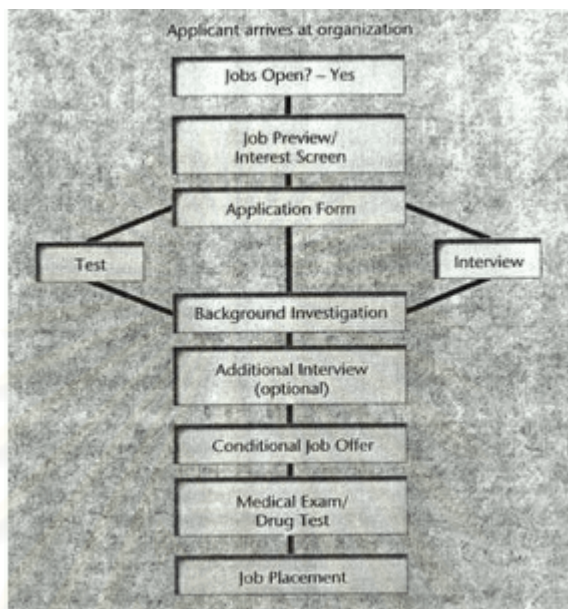 Applicant arrives at organization
Jobs Open? – Yes
Job Preview/
Interest Screen
Application Form
Test
Interview
Background Investigation
Additional Interview
(optional)
Conditional Job Offer
Medical Exam/
Drug Test
Job Placement